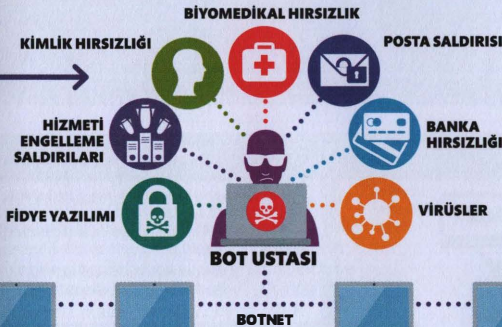 BİYOMEDİKAL HIRSIZLIK
KİMLİK HIRSIZLIĞI
POSTA SALDIRISI
HİZMETİ
ENGELLEME
SALDIRILARI
BANKA
HIRSIZLIĞI
FİDYE YAZILIMI
VİRÜSLER
BOT USTASI
BOTNET